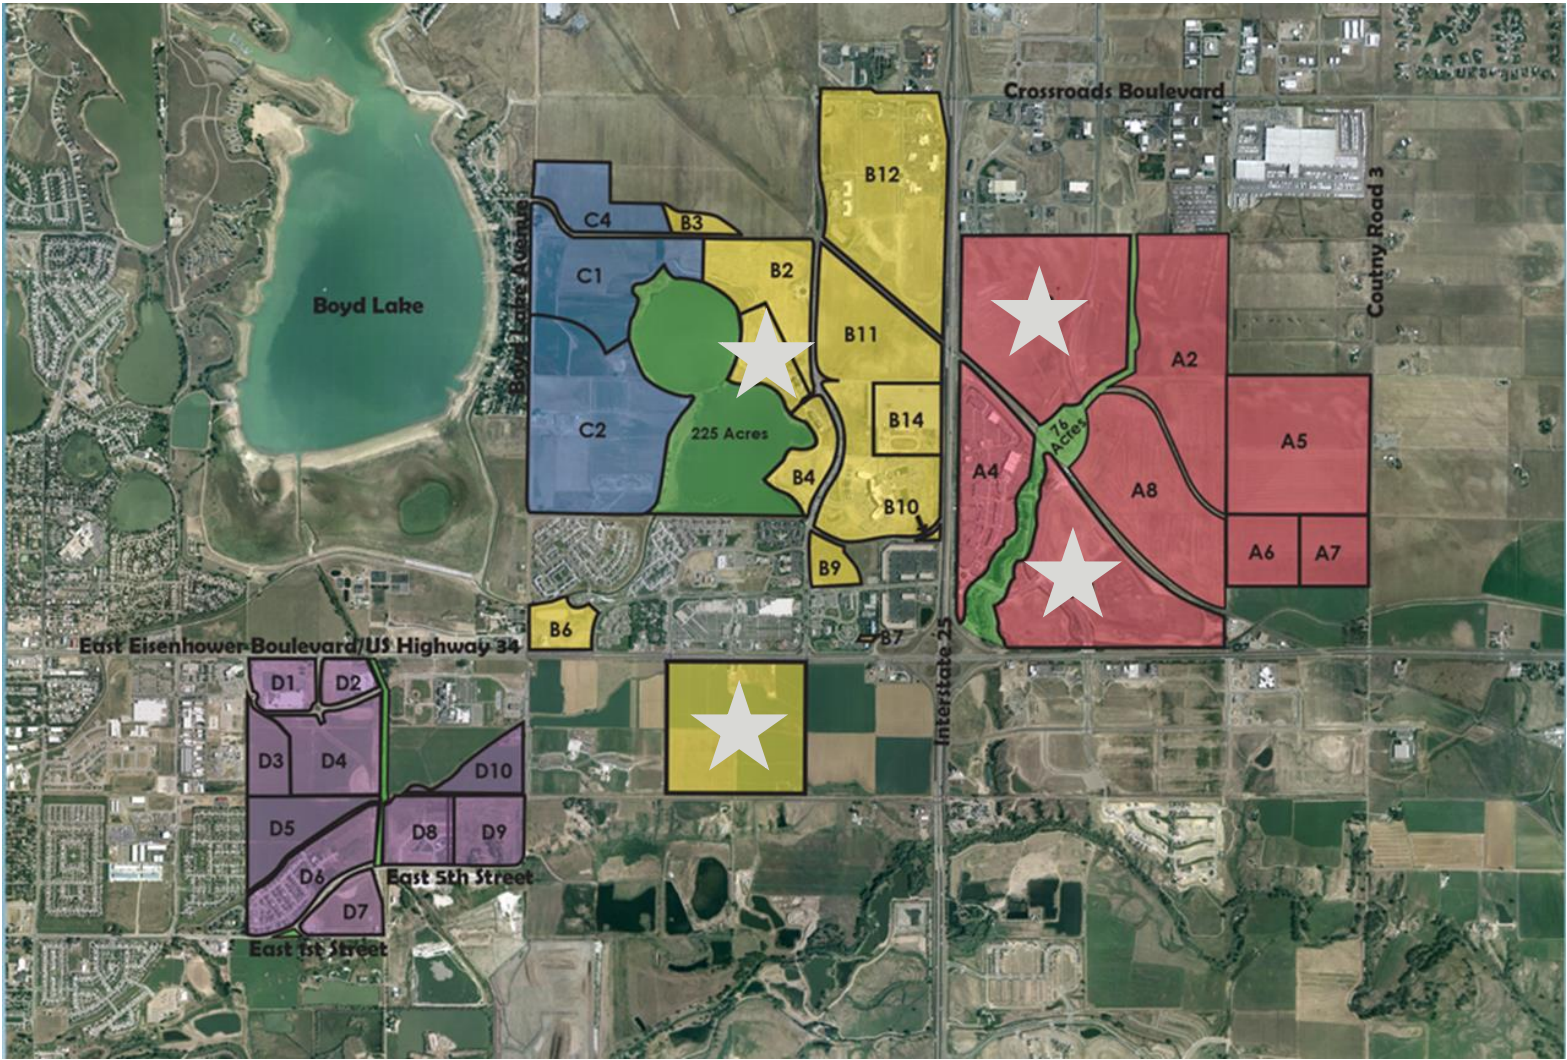 Crossroads Boulevard
B12
Coutny Road 3
C4
B3
Boyd Lake Avenue
C1
B2
Boyd Lake
B11
A2
B14
C2
225 Acres
76
Acres
A5
A4
B4
A8
B10
A6
A7
B9
B6
B7
East Eisenhower Boulevard/US Highway 34
Interstate 25
D1
D2
D3
D4
D10
D5
D8
D9
D6
East 5th Street
D7
East 1st Street